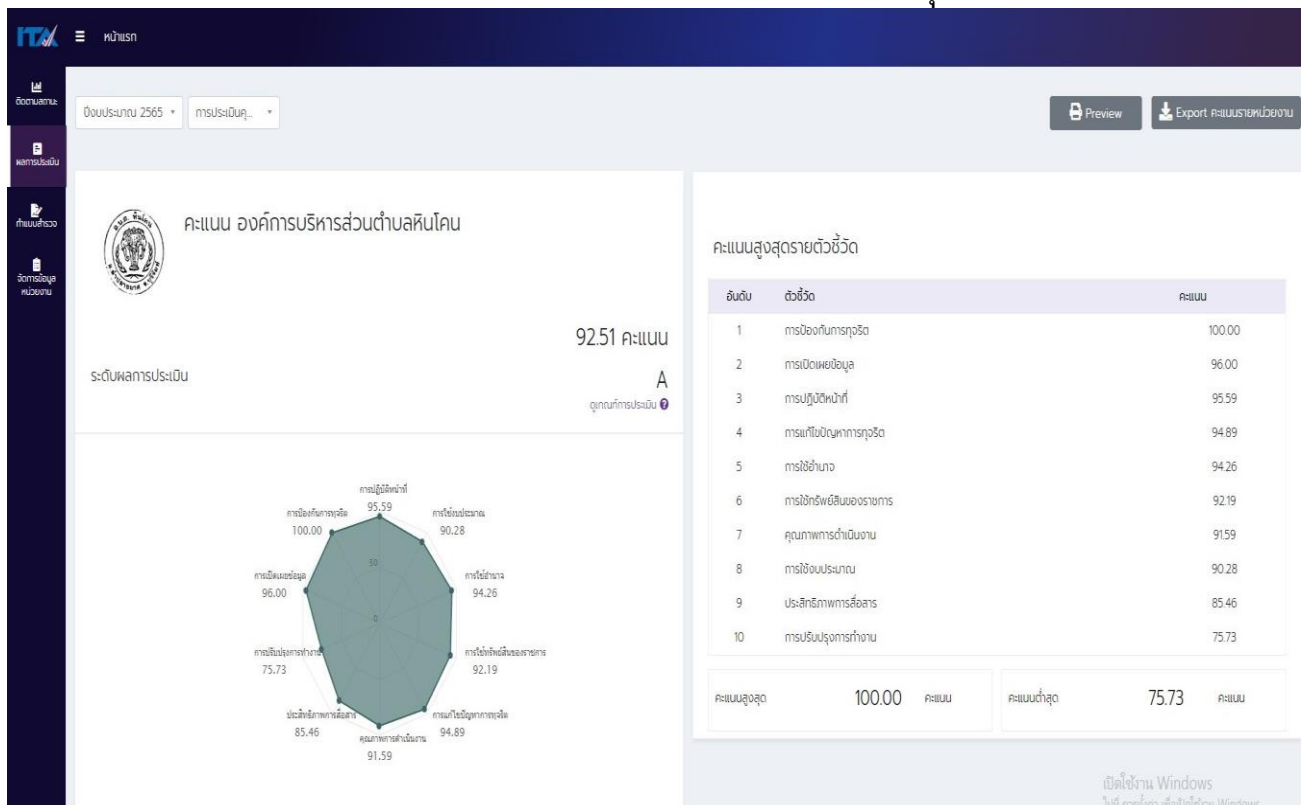 ITA
หน้าแรก
ติดตามสถานะ
ผลการประเมิน
ทำแบบสำรวจ
จัดการข้อมูล
หน่วยงาน
ปีงบประมาณ 2565
การประเมินคุ...
Preview
Export คะแนนรายหน่วยงาน
คะแนน องค์การบริหารส่วนตำบลหินโคน
92.51 คะแนน
ระดับผลการประเมิน
A
ดูเกณฑ์การประเมิน
การปฏิบัติหน้าที่
95.59
การใช้งบประมาณ
90.28
การใช้อำนาจ
94.26
การใช้ทรัพย์สินของราชการ
92.19
การแก้ไขปัญหาการทุจริต
94.89
คุณภาพการดำเนินงาน
91.59
ประสิทธิภาพการสื่อสาร
85.46
การปรับปรุงการทำงาน
75.73
การเปิดเผยข้อมูล
96.00
การป้องกันการทุจริต
100.00
50
0
คะแนนสูงสุดรายตัวชี้วัด
อันดับ ตัวชี้วัด คะแนน
1 การป้องกันการทุจริต 100.00
2 การเปิดเผยข้อมูล 96.00
3 การปฏิบัติหน้าที่ 95.59
4 การแก้ไขปัญหาการทุจริต 94.89
5 การใช้อำนาจ 94.26
6 การใช้ทรัพย์สินของราชการ 92.19
7 คุณภาพการดำเนินงาน 91.59
8 การใช้งบประมาณ 90.28
9 ประสิทธิภาพการสื่อสาร 85.46
10 การปรับปรุงการทำงาน 75.73
คะแนนสูงสุด 100.00 คะแนน
คะแนนต่ำสุด 75.73 คะแนน
เปิดใช้งาน Windows